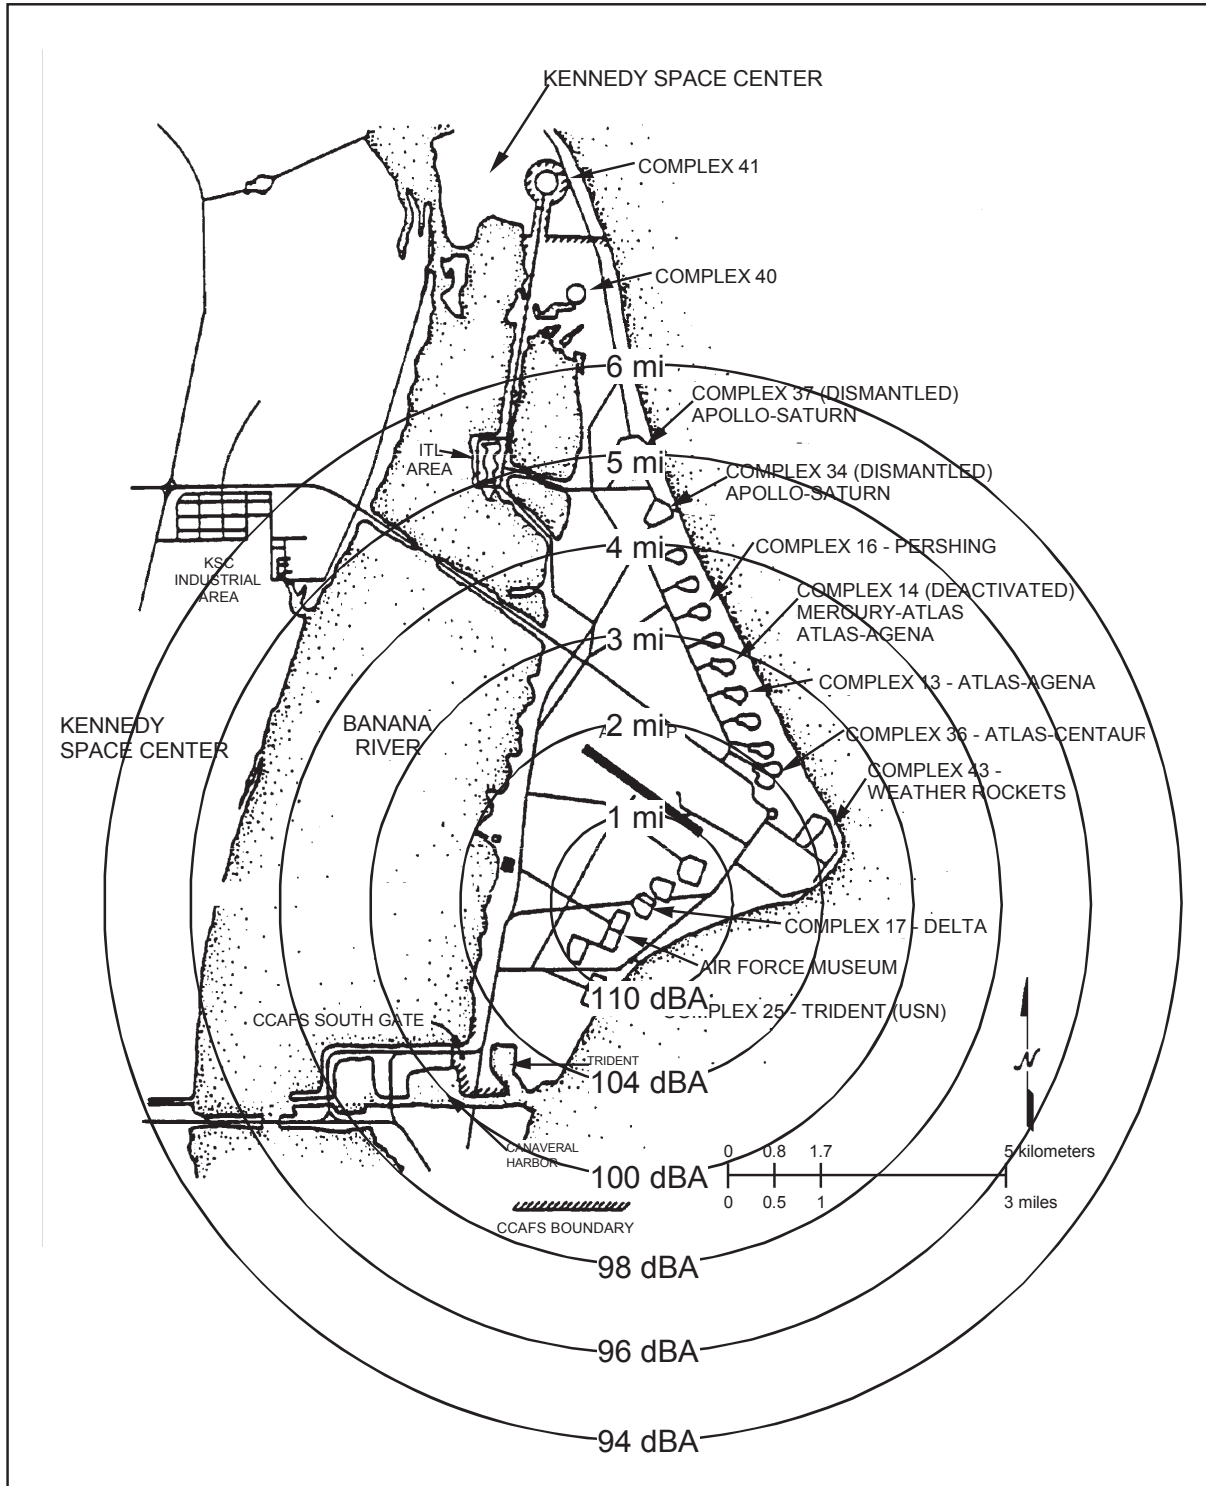 KENNEDY SPACE CENTER
COMPLEX 41
COMPLEX 40
6 mi
COMPLEX 37 (DISMANTLED)
APOLLO-SATURN
ITL
AREA
5 mi
COMPLEX 34 (DISMANTLED)
APOLLO-SATURN
4 mi
COMPLEX 16 - PERSHING
KSC
INDUSTRIAL
AREA
COMPLEX 14 (DEACTIVATED)
MERCURY-ATLAS
ATLAS-AGENA
3 mi
COMPLEX 13 - ATLAS-AGENA
KENNEDY
SPACE CENTER
BANANA
RIVER
2 mi
COMPLEX 36 - ATLAS-CENTAUR
COMPLEX 43 -
WEATHER ROCKETS
1 mi
COMPLEX 17 - DELTA
AIR FORCE MUSEUM
110 dBA
COMPLEX 25 - TRIDENT (USN)
CCAFS SOUTH GATE
TRIDENT
104 dBA
N
CANAVERAL
HARBOR
100 dBA
0 0.8 1.7 5 kilometers
0 0.5 1 3 miles
CCAFS BOUNDARY
98 dBA
96 dBA
94 dBA